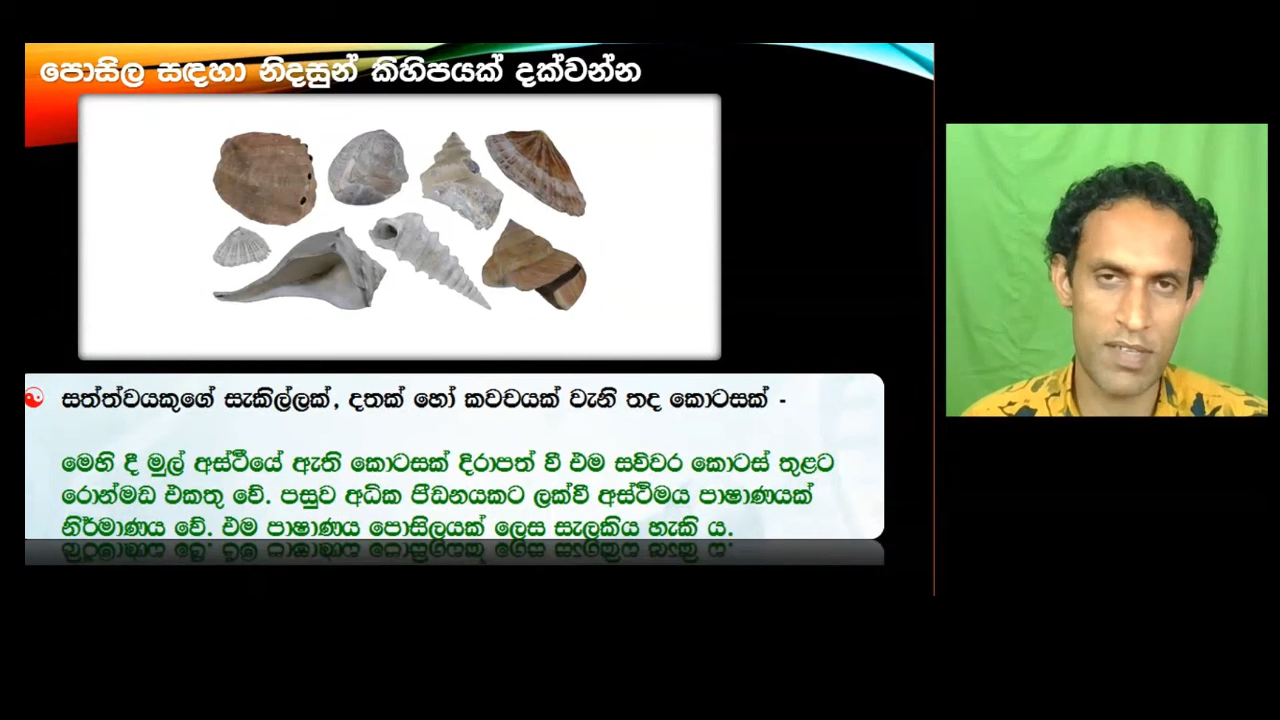 පොසිල සඳහා නිදසුන් කිහිපයක් දක්වන්න
සත්ත්වයකුගේ සැකිල්ලක්, දතක් හෝ කවචයක් වැනි තද කොටසක් -
මෙහි දී මුල් අස්ථියේ ඇති කොටසක් දිරාපත් වී එම සවිවර කොටස් තුළට
රොන්මඩ එකතු වේ. පසුව අධික පීඩනයකට ලක්වී අස්ථිමය පාෂාණයක්
නිර්මාණය වේ. එම පාෂාණය පොසිලයක් ලෙස සැලකිය හැකි ය.